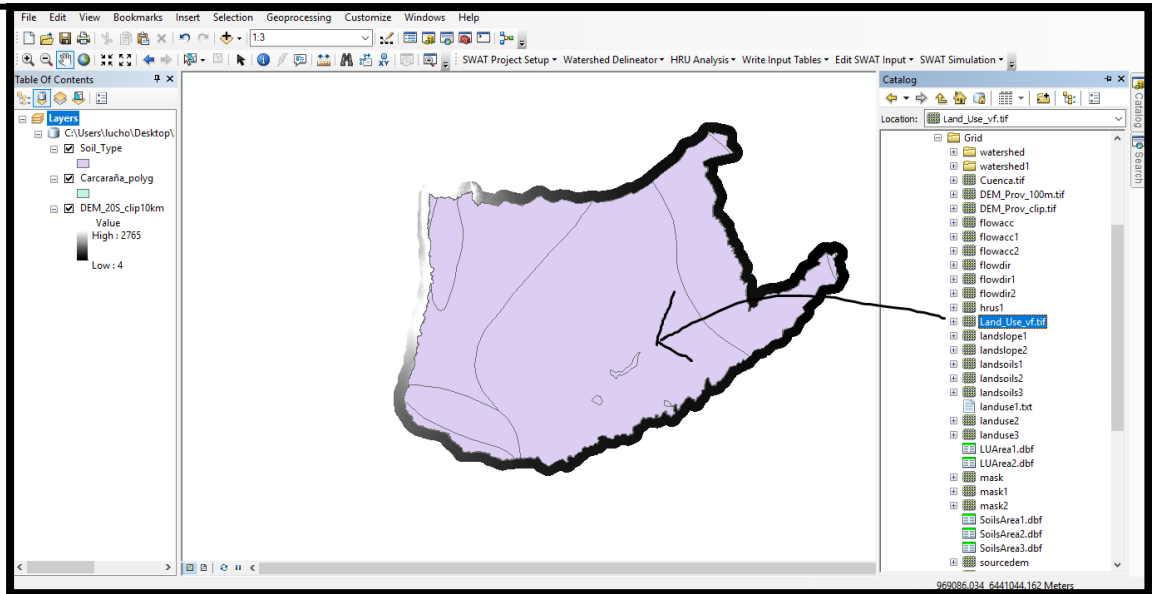 File Edit View Bookmarks Insert Selection Geoprocessing Customize Windows Help
1:3
SWAT Project Setup Watershed Delineator HRU Analysis Write Input Tables Edit SWAT Input SWAT Simulation
Table Of Contents
Layers
C:\Users\lucho\Desktop\
Soil_Type
Carcaraña_polyg
DEM_20S_clip10km
Value
High : 2765
Low : 4
Catalog
Location: Land_Use_vf.tif
Grid
watershed
watershed1
Cuenca.tif
DEM_Prov_100m.tif
DEM_Prov_clip.tif
flowacc
flowacc1
flowacc2
flowdir
flowdir1
flowdir2
hrus1
Land_Use_vf.tif
landslope1
landslope2
landsoils1
landsoils2
landsoils3
landuse1.txt
landuse2
landuse3
LUArea1.dbf
LUArea2.dbf
mask
mask1
mask2
SoilsArea1.dbf
SoilsArea2.dbf
SoilsArea3.dbf
sourcedem
Catalog
Search
969086.034 6441044.162 Meters